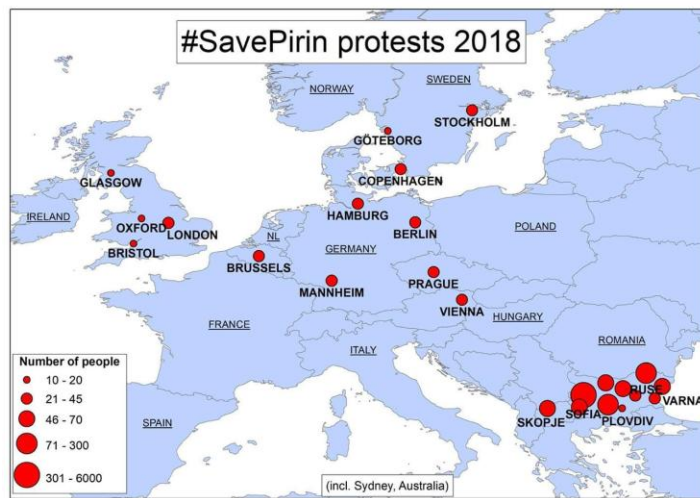 #SavePirin protests 2018
SWEDEN
NORWAY
STOCKHOLM
GÖTEBORG
GLASGOW
COPENHAGEN
HAMBURG
IRELAND
OXFORD
LONDON
BERLIN
POLAND
NL
BRISTOL
GERMANY
BRUSSELS
MANNHEIM
PRAGUE
VIENNA
HUNGARY
FRANCE
ROMANIA
ITALY
Number of people
10 - 20
21 - 45
46 - 70
71 - 300
301 - 6000
SPAIN
RUSE
VARNA
SOFIA
SKOPJE
PLOVDIV
(incl. Sydney, Australia)